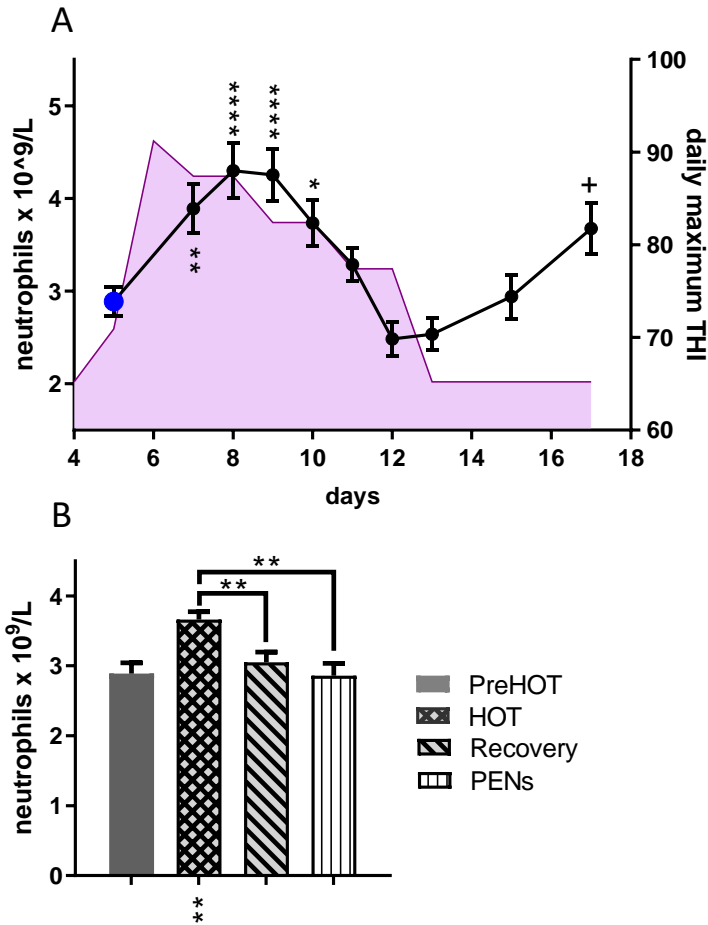 A
neutrophils x 10^9/L
5
4
3
2
**
****
****
*
+
100
90
80
70
60
daily maximum THI
4 6 8 10 12 14 16 18
days
B
neutrophils x 10⁹/L
4
3
2
1
0
**
**
**
PreHOT
HOT
Recovery
PENs